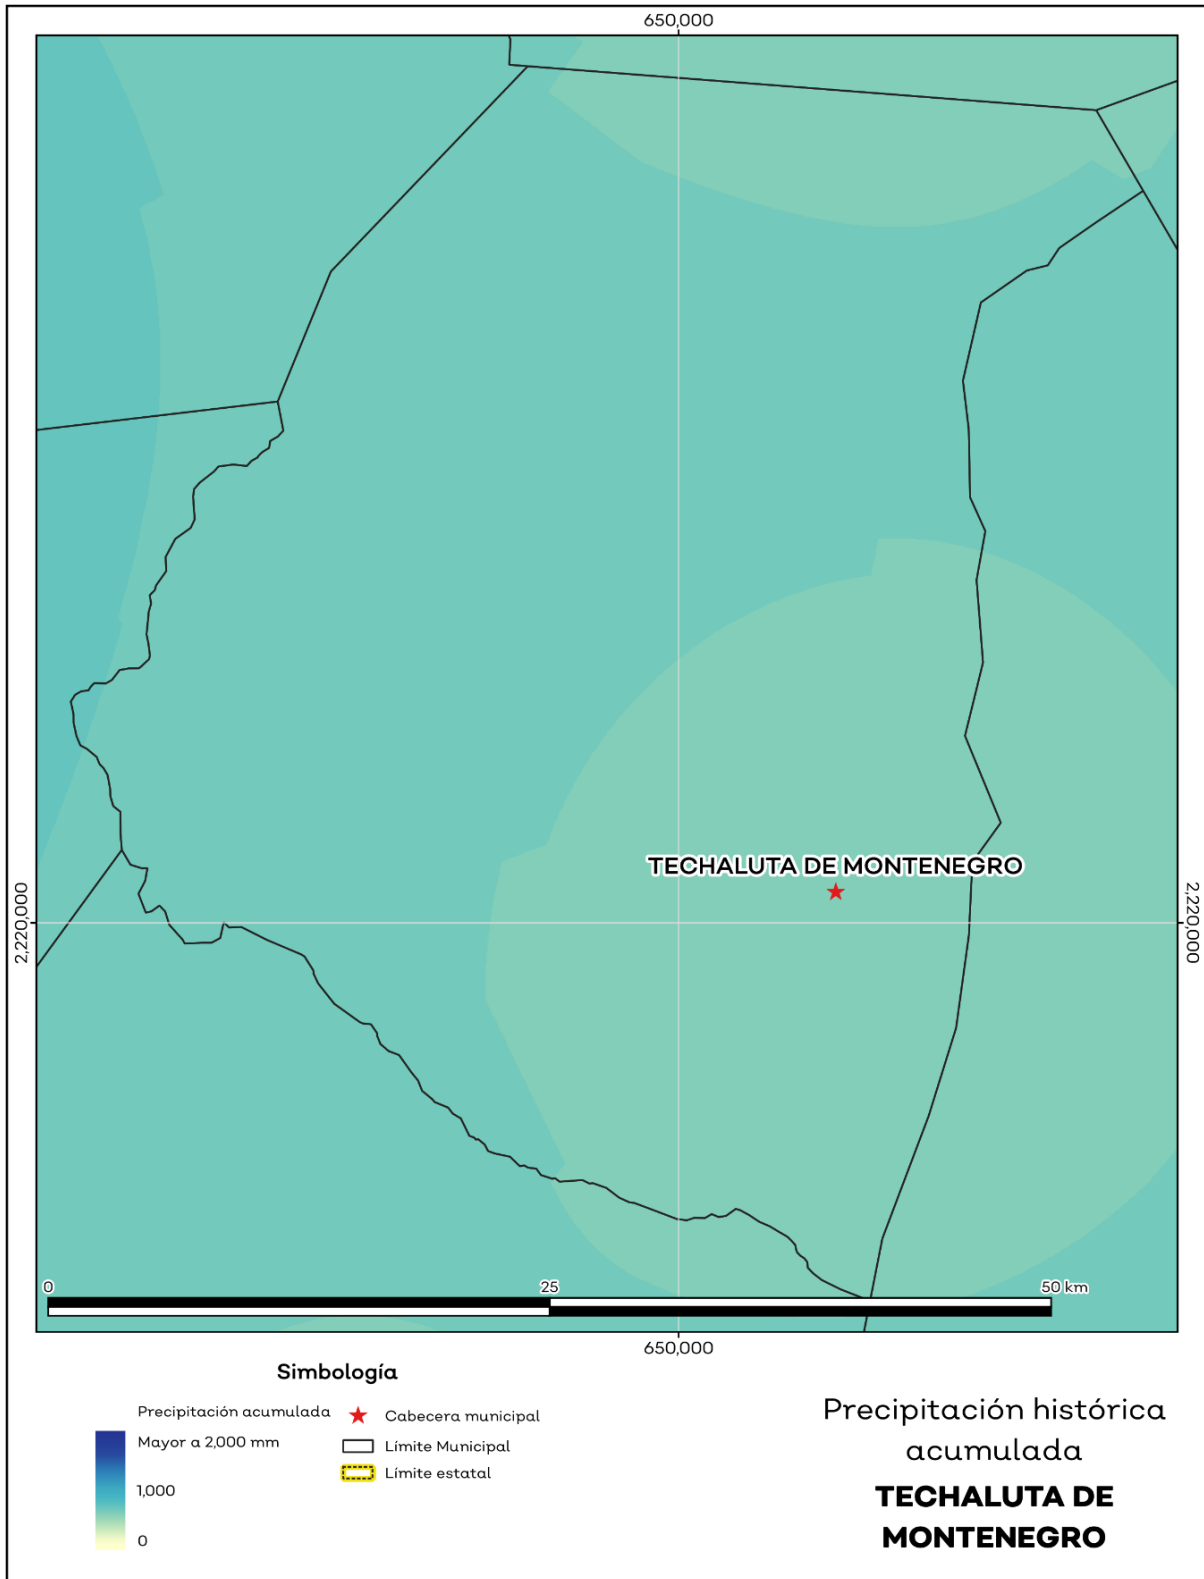 650,000
TECHALUTA DE MONTENEGRO
2,220,000
2,220,000
0
25
50 km
650,000
Simbología
Precipitación acumulada
Mayor a 2,000 mm
1,000
0
Cabecera municipal
Límite Municipal
Límite estatal
Precipitación histórica
acumulada
TECHALUTA DE
MONTENEGRO